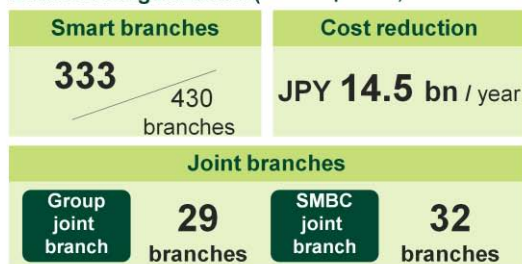 Smart branches
Cost reduction
333
430
branches
JPY 14.5 bn / year
Joint branches
Group
joint
branch
29
branches
SMBC
joint
branch
32
branches